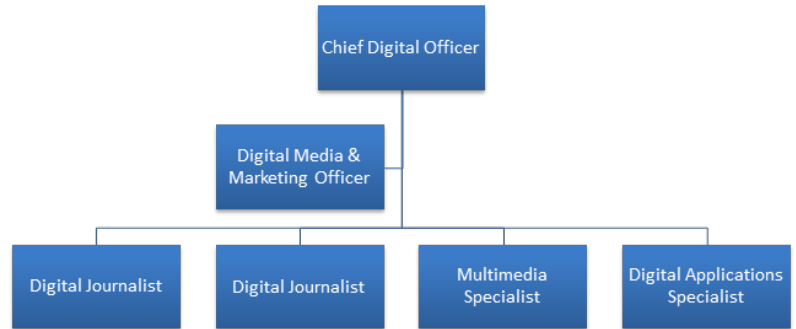 Chief Digital Officer
Digital Media &
Marketing Officer
Digital Journalist
Digital Journalist
Multimedia
Specialist
Digital Applications
Specialist